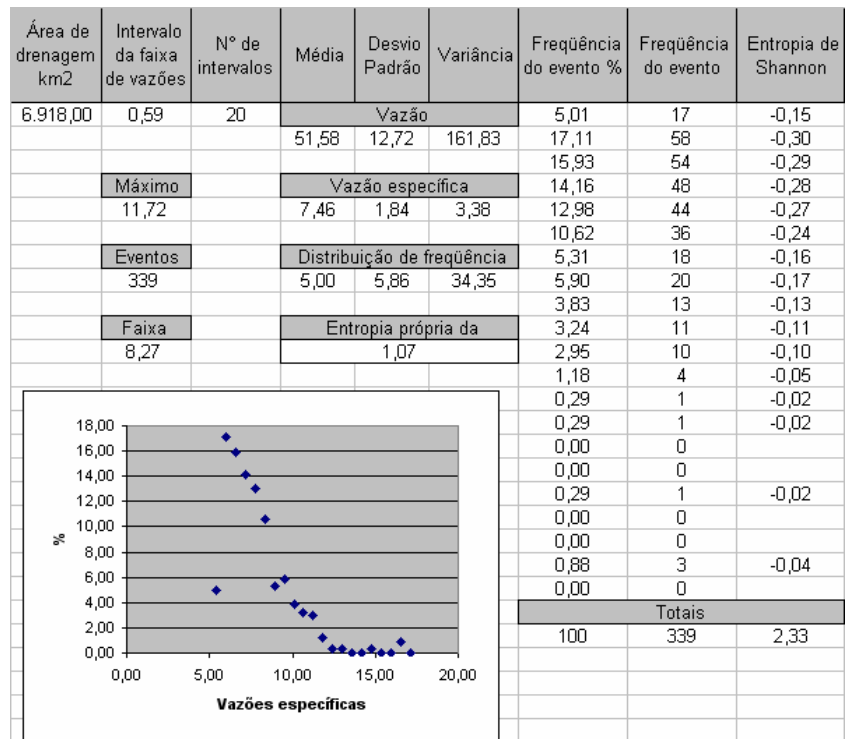 Área de drenagem km2 Intervalo da faixa de vazões N° de intervalos Média Desvio Padrão Variância Freqüência do evento % Freqüência do evento Entropia de Shannon
6.918,00 0,59 20 Vazão 5,01 17 -0,15
51,58 12,72 161,83 17,11 58 -0,30
15,93 54 -0,29
Máximo Vazão específica 14,16 48 -0,28
11,72 7,46 1,84 3,38 12,98 44 -0,27
10,62 36 -0,24
Eventos Distribuição de freqüência 5,31 18 -0,16
339 5,00 5,86 34,35 5,90 20 -0,17
3,83 13 -0,13
Faixa Entropia própria da 3,24 11 -0,11
8,27 1,07 2,95 10 -0,10
1,18 4 -0,05
0,29 1 -0,02
0,29 1 -0,02
0,00 0
0,00 0
0,29 1 -0,02
0,00 0
0,00 0
0,88 3 -0,04
0,00 0
Totais
100 339 2,33
18,00
16,00
14,00
12,00
10,00
8,00
6,00
4,00
2,00
0,00
%
0,00 5,00 10,00 15,00 20,00
Vazões específicas